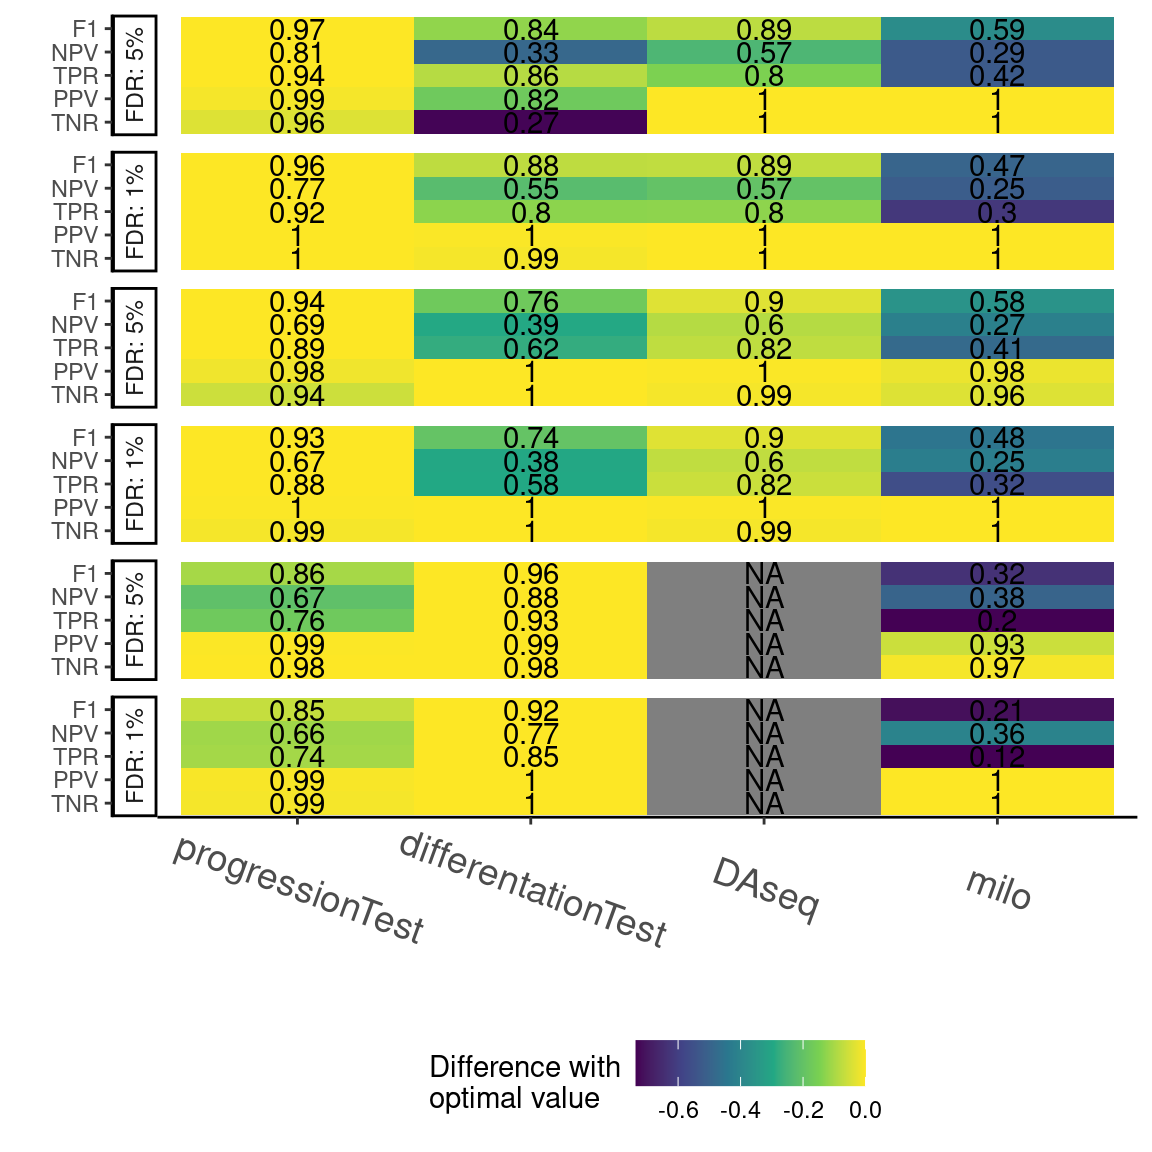 FDR: 5%
F1 0.97 0.84 0.89 0.59
NPV 0.81 0.33 0.57 0.29
TPR 0.94 0.86 0.8 0.42
PPV 0.99 0.82 1 1
TNR 0.96 0.27 1 1
FDR: 1%
F1 0.96 0.88 0.89 0.47
NPV 0.77 0.55 0.57 0.25
TPR 0.92 0.8 0.8 0.3
PPV 1 1 1 1
TNR 1 0.99 1 1
FDR: 5%
F1 0.94 0.76 0.9 0.58
NPV 0.69 0.39 0.6 0.27
TPR 0.89 0.62 0.82 0.41
PPV 0.98 1 1 0.98
TNR 0.94 1 0.99 0.96
FDR: 1%
F1 0.93 0.74 0.9 0.48
NPV 0.67 0.38 0.6 0.25
TPR 0.88 0.58 0.82 0.32
PPV 1 1 1 1
TNR 0.99 1 0.99 1
FDR: 5%
F1 0.86 0.96 NA 0.32
NPV 0.67 0.88 NA 0.38
TPR 0.76 0.93 NA 0.2
PPV 0.99 0.99 NA 0.93
TNR 0.98 0.98 NA 0.97
FDR: 1%
F1 0.85 0.92 NA 0.21
NPV 0.66 0.77 NA 0.36
TPR 0.74 0.85 NA 0.12
PPV 0.99 1 NA 1
TNR 0.99 1 NA 1
progressionTest differentationTest DAseq milo
Difference with
optimal value
-0.6 -0.4 -0.2 0.0